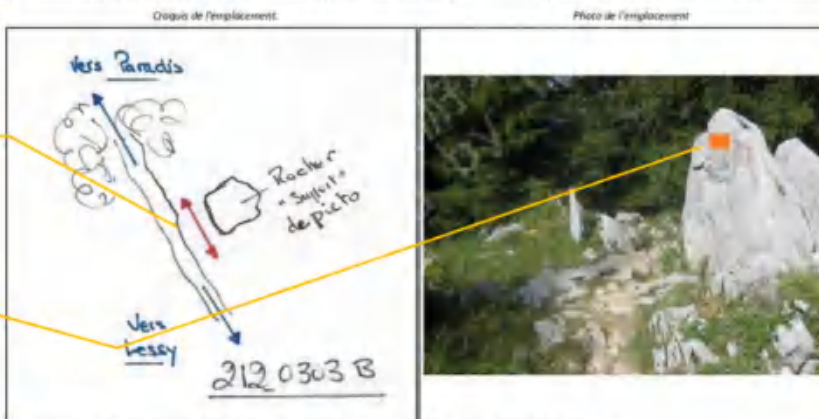 Croquis de l'emplacement
Photo de l'emplacement
Vers Paradis
Rocher
"support"
de picto
Vers
Lessy
212 0303 B